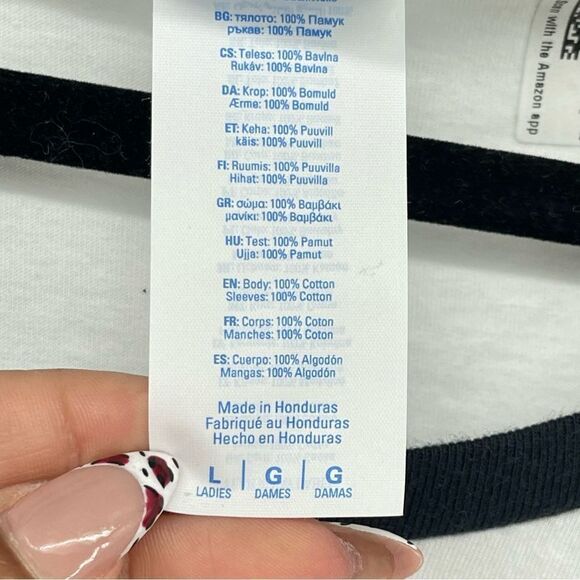 BG: тялото: 100% Памук
ръкав: 100% Памук
CS: Teleso: 100% Bavlna
Rukáv: 100% Bavlna
DA: Krop: 100% Bomuld
Ærme: 100% Bomuld
ET: Keha: 100% Puuvill
käis: 100% Puuvill
FI: Ruumis: 100% Puuvilla
Hihat: 100% Puuvilla
GR: σώμα: 100% Βαμβάκι
μανίκι: 100% Βαμβάκι
HU: Test: 100% Pamut
Ujja: 100% Pamut
EN: Body: 100% Cotton
Sleeves: 100% Cotton
FR: Corps: 100% Coton
Manches: 100% Coton
ES: Cuerpo: 100% Algodón
Mangas: 100% Algodón
Made in Honduras
Fabriqué au Honduras
Hecho en Honduras
L | G | G
LADIES | DAMES | DAMAS
with the Amazon app